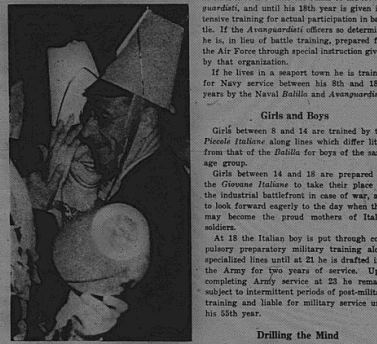 guardisti, and until his 18th year is given i
tensive training for actual participation in ba
tle. If the Avanguardisti officers so determi
he is, in lieu of battle training, prepared f
the Air Force through special instruction giv
by that organization.
If he lives in a seaport town he is train
for Navy service between his 8th and 18
years by the Naval Balilla and Avanguardis
Girls and Boys
Girls between 8 and 14 are trained by t
Piccole Italiane along lines which differ lit
from that of the Balilla for boys of the sa
age group.
Girls between 14 and 18 are prepared
the Giovane Italiane to take their place
the industrial battlefront in case of war, a
to look forward eagerly to the day when th
may become the proud mothers of Itali
soldiers.
At 18 the Italian boy is put through co
pulsory preparatory military training alo
specialized lines until at 21 he is drafted i
the Army for two years of service. Up
completing Army service at 23 he rema
subject to intermittent periods of post-milita
training and liable for military service un
his 55th year.
Drilling the Mind